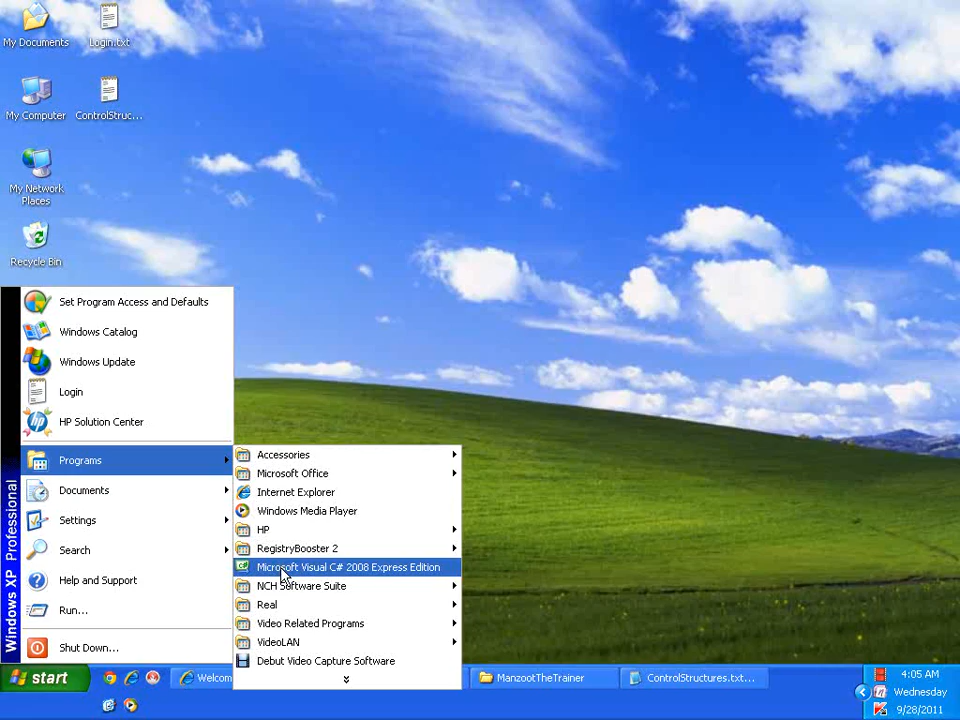 My Documents
Login.txt
My Computer
ControlStruc...
My Network
Places
Recycle Bin
Set Program Access and Defaults
Windows Catalog
Windows Update
Login
HP Solution Center
Programs
Documents
Settings
Search
Help and Support
Run...
Shut Down...
Windows XP Professional
Accessories
Microsoft Office
Internet Explorer
Windows Media Player
HP
RegistryBooster 2
Microsoft Visual C# 2008 Express Edition
NCH Software Suite
Real
Video Related Programs
VideoLAN
Debut Video Capture Software
start
Welcom
ManzootTheTrainer
ControlStructures.txt...
4:05 AM
Wednesday
9/28/2011